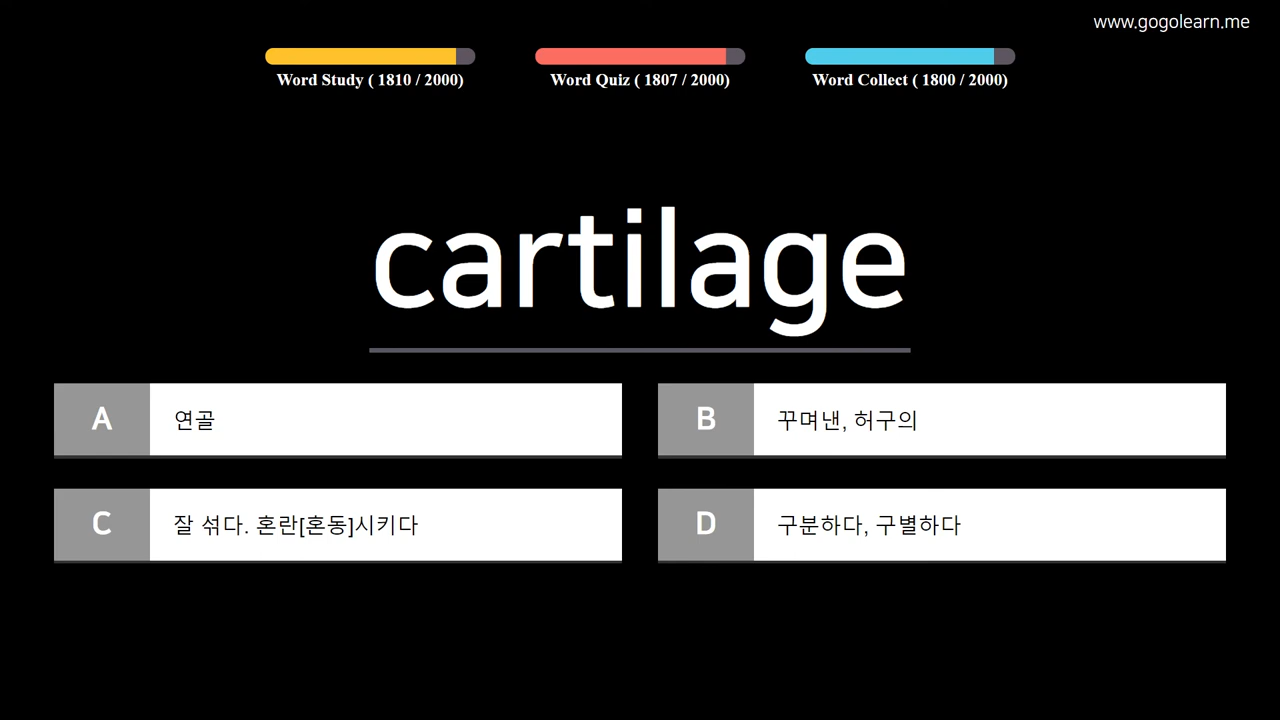 www.gogolearn.me
Word Study ( 1810 / 2000)
Word Quiz ( 1807 / 2000)
Word Collect ( 1800 / 2000)
cartilage
A 연골
B 꾸며낸, 허구의
C 잘 섞다. 혼란[혼동]시키다
D 구분하다, 구별하다